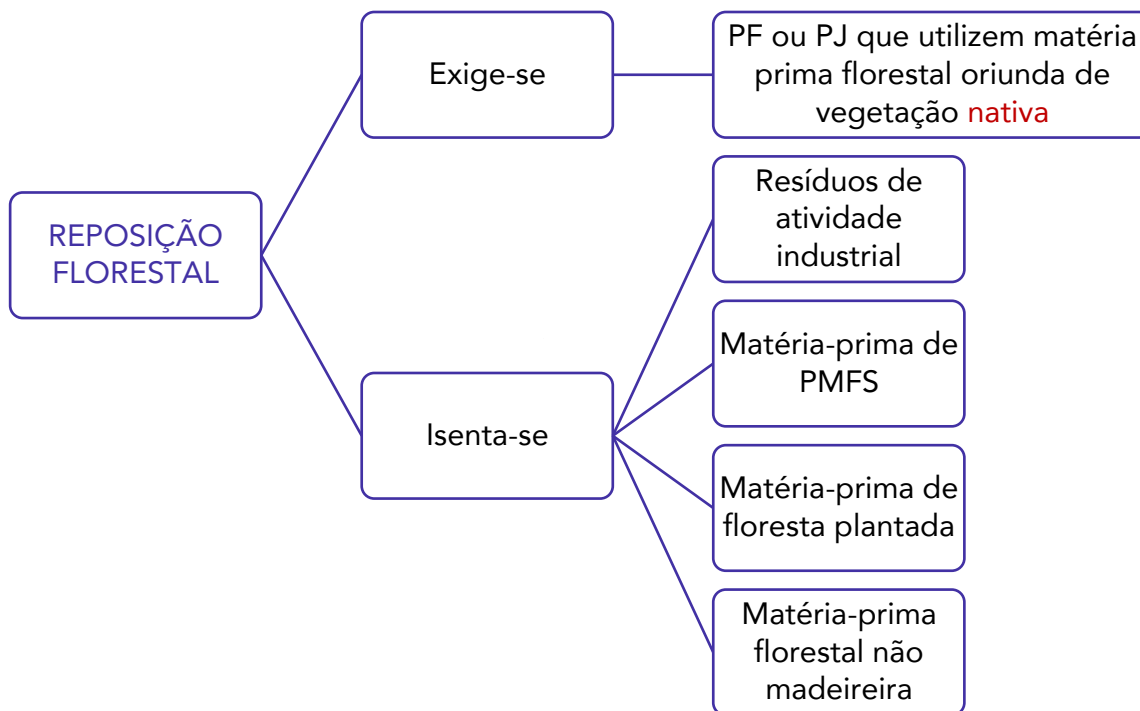 REPOSIÇÃO
FLORESTAL
Exige-se
PF ou PJ que utilizem matéria
prima florestal oriunda de
vegetação nativa
Isenta-se
Resíduos de
atividade
industrial
Matéria-prima de
PMFS
Matéria-prima de
floresta plantada
Matéria-prima
florestal não
madeireira